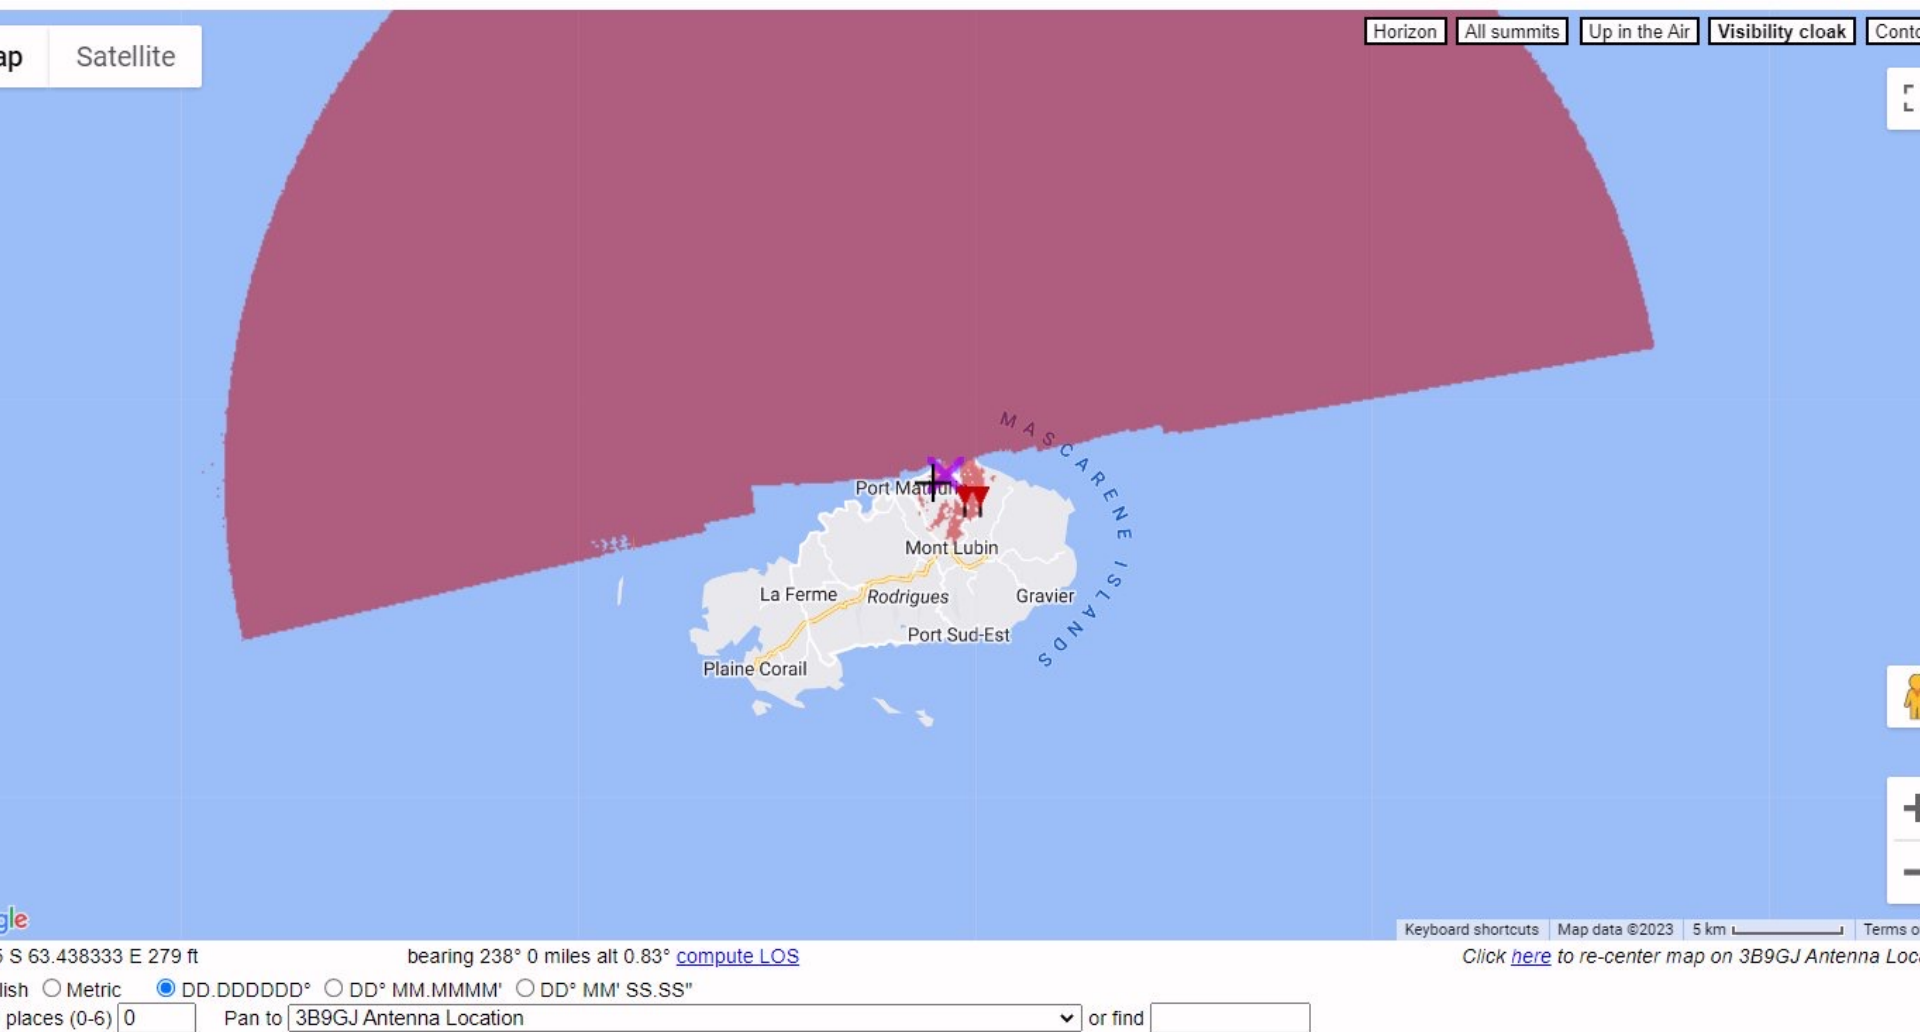 Horizon All summits Up in the Air Visibility cloak Conto
ap Satellite
MASCARENE ISLANDS
Port Mathurin
Mont Lubin
La Ferme Rodrigues Gravier
Port Sud-Est
Plaine Corail
gle
Keyboard shortcuts Map data ©2023 5 km Terms o
S 63.438333 E 279 ft bearing 238° 0 miles alt 0.83° compute LOS Click here to re-center map on 3B9GJ Antenna Loca
lish Metric DD.DDDDDD° DD° MM.MMMM' DD° MM' SS.SS"
places (0-6) 0 Pan to 3B9GJ Antenna Location or find